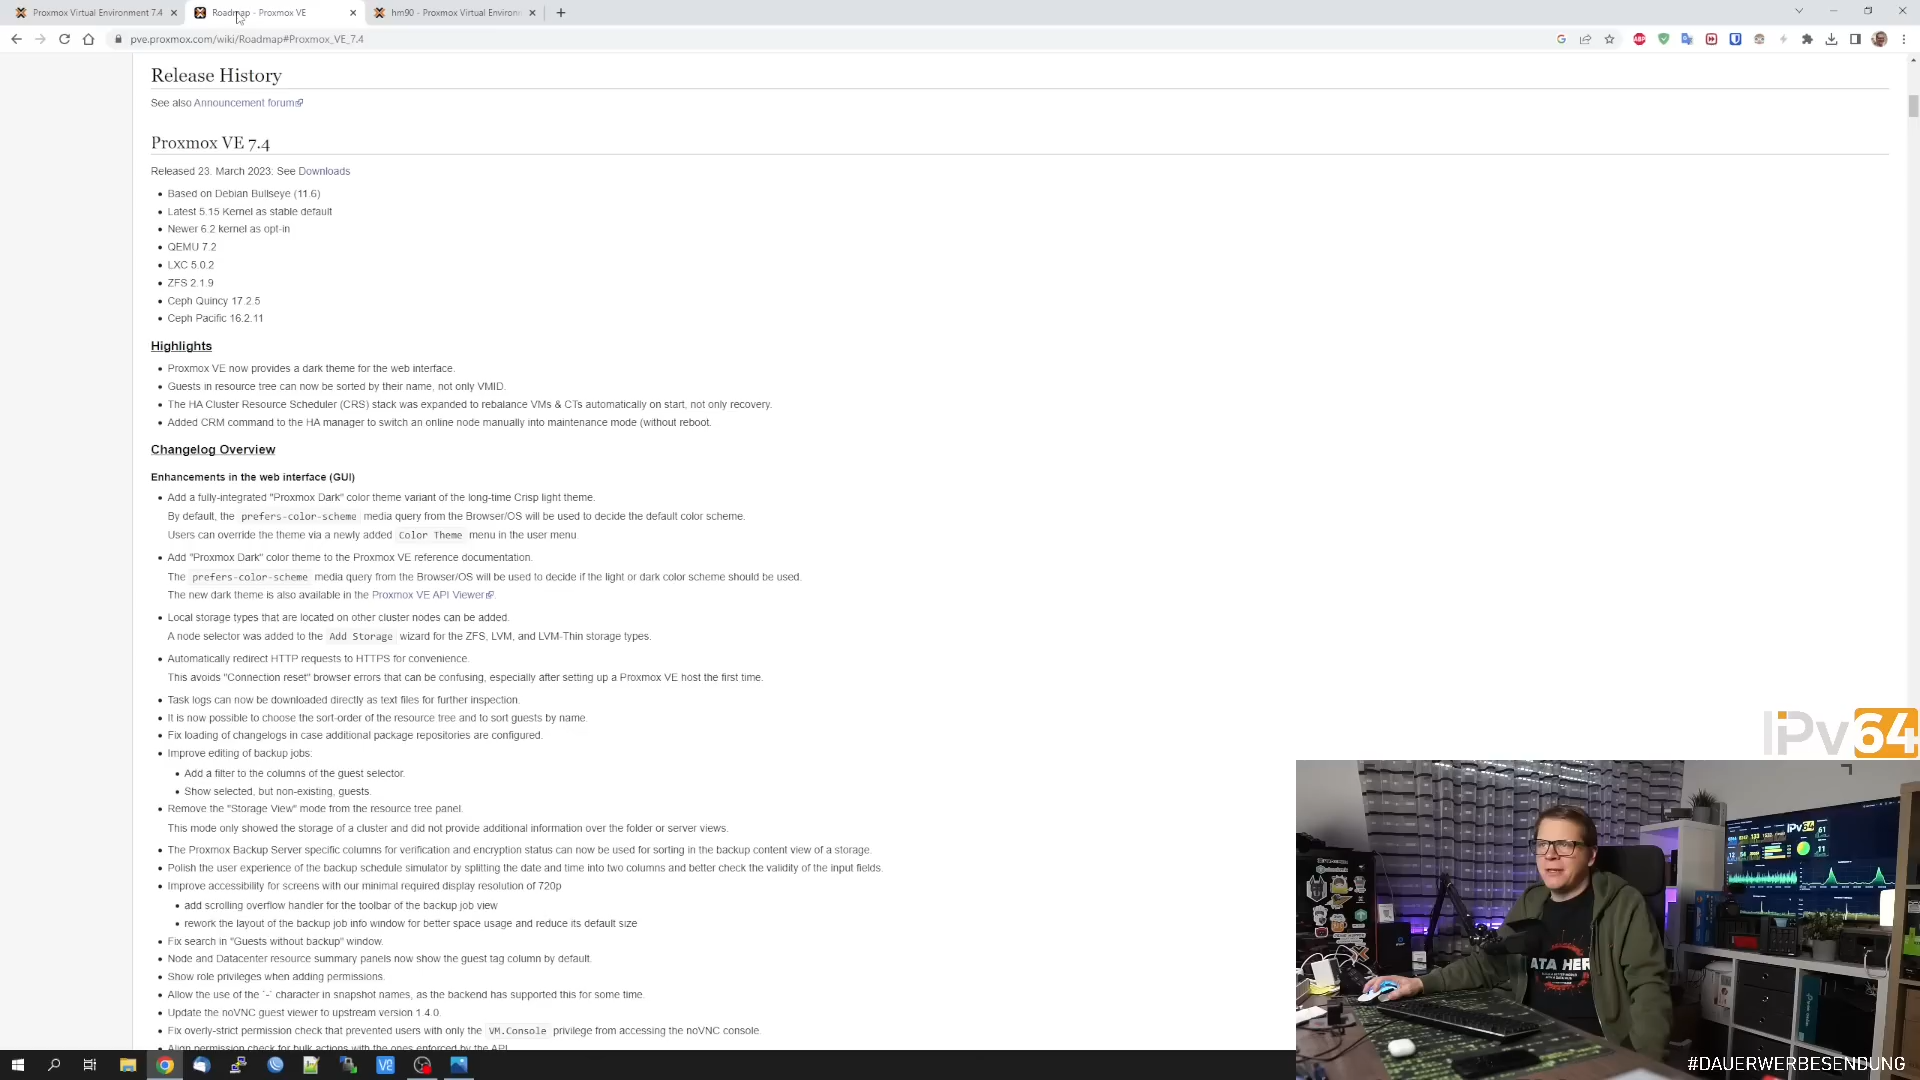 Proxmox Virtual Environment 7.4
Roadmap - Proxmox VE
hm90 - Proxmox Virtual Environ
pve.proxmox.com/wiki/Roadmap#Proxmox_VE_7.4
Release History
See also Announcement forum
Proxmox VE 7.4
Released 23. March 2023: See Downloads
Based on Debian Bullseye (11.6)
Latest 5.15 Kernel as stable default
Newer 6.2 kernel as opt-in
QEMU 7.2
LXC 5.0.2
ZFS 2.1.9
Ceph Quincy 17.2.5
Ceph Pacific 16.2.11
Highlights
Proxmox VE now provides a dark theme for the web interface.
Guests in resource tree can now be sorted by their name, not only VMID.
The HA Cluster Resource Scheduler (CRS) stack was expanded to rebalance VMs & CTs automatically on start, not only recovery.
Added CRM command to the HA manager to switch an online node manually into maintenance mode (without reboot.
Changelog Overview
Enhancements in the web interface (GUI)
Add a fully-integrated "Proxmox Dark" color theme variant of the long-time Crisp light theme.
By default, the prefers-color-scheme media query from the Browser/OS will be used to decide the default color scheme.
Users can override the theme via a newly added Color Theme menu in the user menu.
Add "Proxmox Dark" color theme to the Proxmox VE reference documentation.
The prefers-color-scheme media query from the Browser/OS will be used to decide if the light or dark color scheme should be used.
The new dark theme is also available in the Proxmox VE API Viewer.
Local storage types that are located on other cluster nodes can be added.
A node selector was added to the Add Storage wizard for the ZFS, LVM, and LVM-Thin storage types.
Automatically redirect HTTP requests to HTTPS for convenience.
This avoids "Connection reset" browser errors that can be confusing, especially after setting up a Proxmox VE host the first time.
Task logs can now be downloaded directly as text files for further inspection.
It is now possible to choose the sort-order of the resource tree and to sort guests by name.
Fix loading of changelogs in case additional package repositories are configured.
Improve editing of backup jobs:
Add a filter to the columns of the guest selector.
Show selected, but non-existing, guests.
Remove the "Storage View" mode from the resource tree panel.
This mode only showed the storage of a cluster and did not provide additional information over the folder or server views.
The Proxmox Backup Server specific columns for verification and encryption status can now be used for sorting in the backup content view of a storage.
Polish the user experience of the backup schedule simulator by splitting the date and time into two columns and better check the validity of the input fields.
Improve accessibility for screens with our minimal required display resolution of 720p
add scrolling overflow handler for the toolbar of the backup job view
rework the layout of the backup job info window for better space usage and reduce its default size
Fix search in "Guests without backup" window.
Node and Datacenter resource summary panels now show the guest tag column by default.
Show role privileges when adding permissions.
Allow the use of the `-` character in snapshot names, as the backend has supported this for some time.
Update the noVNC guest viewer to upstream version 1.4.0.
Fix overly-strict permission check that prevented users with only the VM.Console privilege from accessing the noVNC console.
Align permission check for bulk actions with the ones enforced by the API.
IPv64
IPv64
ATA HER
#DAUERWERBESENDUNG